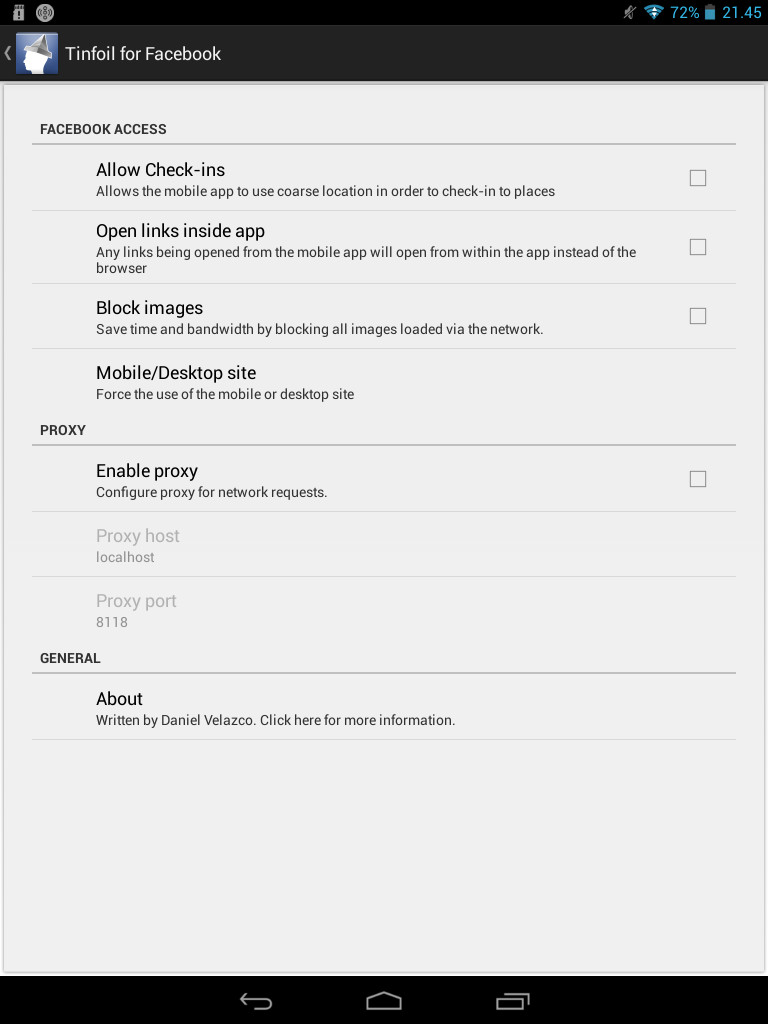 72% 21.45
Tinfoil for Facebook
FACEBOOK ACCESS
Allow Check-ins
Allows the mobile app to use coarse location in order to check-in to places
Open links inside app
Any links being opened from the mobile app will open from within the app instead of the
browser
Block images
Save time and bandwidth by blocking all images loaded via the network.
Mobile/Desktop site
Force the use of the mobile or desktop site
PROXY
Enable proxy
Configure proxy for network requests.
Proxy host
localhost
Proxy port
8118
GENERAL
About
Written by Daniel Velazco. Click here for more information.